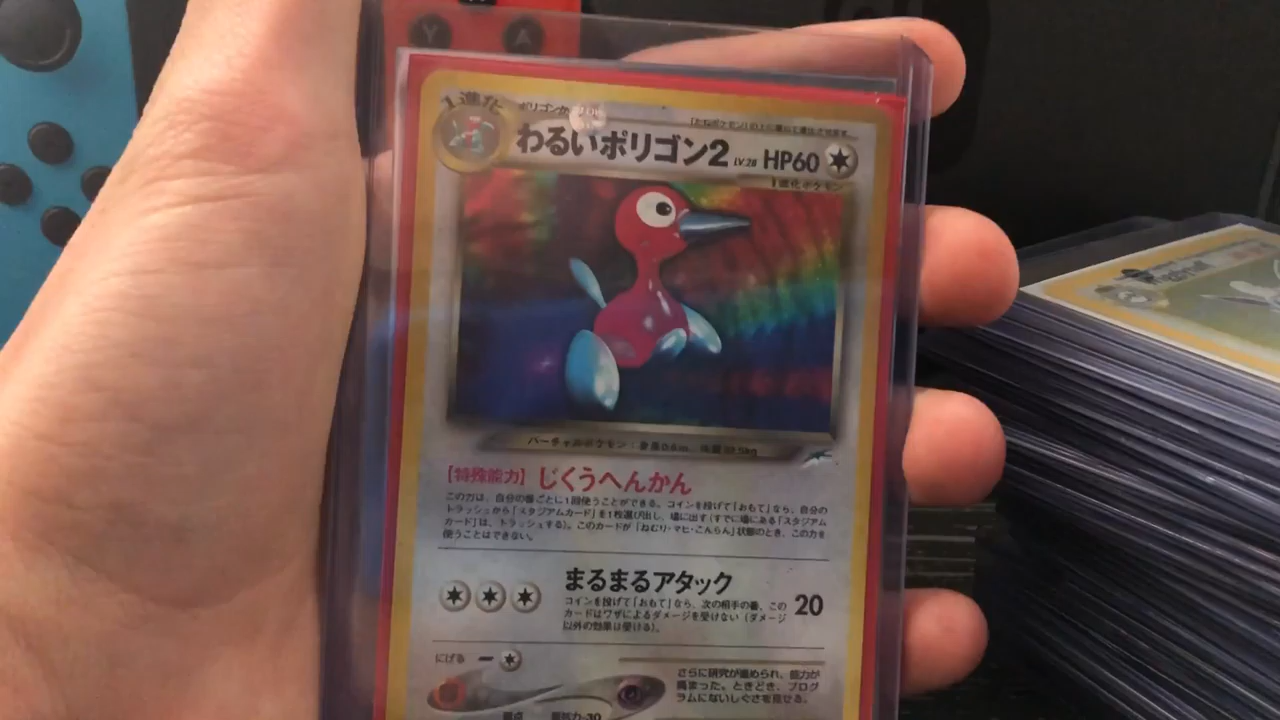 Y A
1進化
ポリゴンから
わるいポリゴン2 LV.28 HP60
1進化ポケモン
バーチャルポケモン：身長0.6m、体重
【特殊能力】じくうへんかん
この力は、自分の番ごとに1回使うことができる。コインを投げて「おもて」なら、自分の
トラッシュから「スタジアムカード」を1枚選び出し、場に出す（すでに場にある「スタジアム
カード」は、トラッシュする）。このカードが「ねむり・マヒ・こんらん」状態のとき、この力を
使うことはできない。
まるまるアタック 20
コインを投げて「おもて」なら、次の相手の番、この
カードはワザによるダメージを受けない（ダメージ
以外の効果は受ける）。
にげる
さらに研究が進められ、能力が
高まった。ときどき、プログ
ラムにないしぐさを見せる。
弱点 抵抗力-30